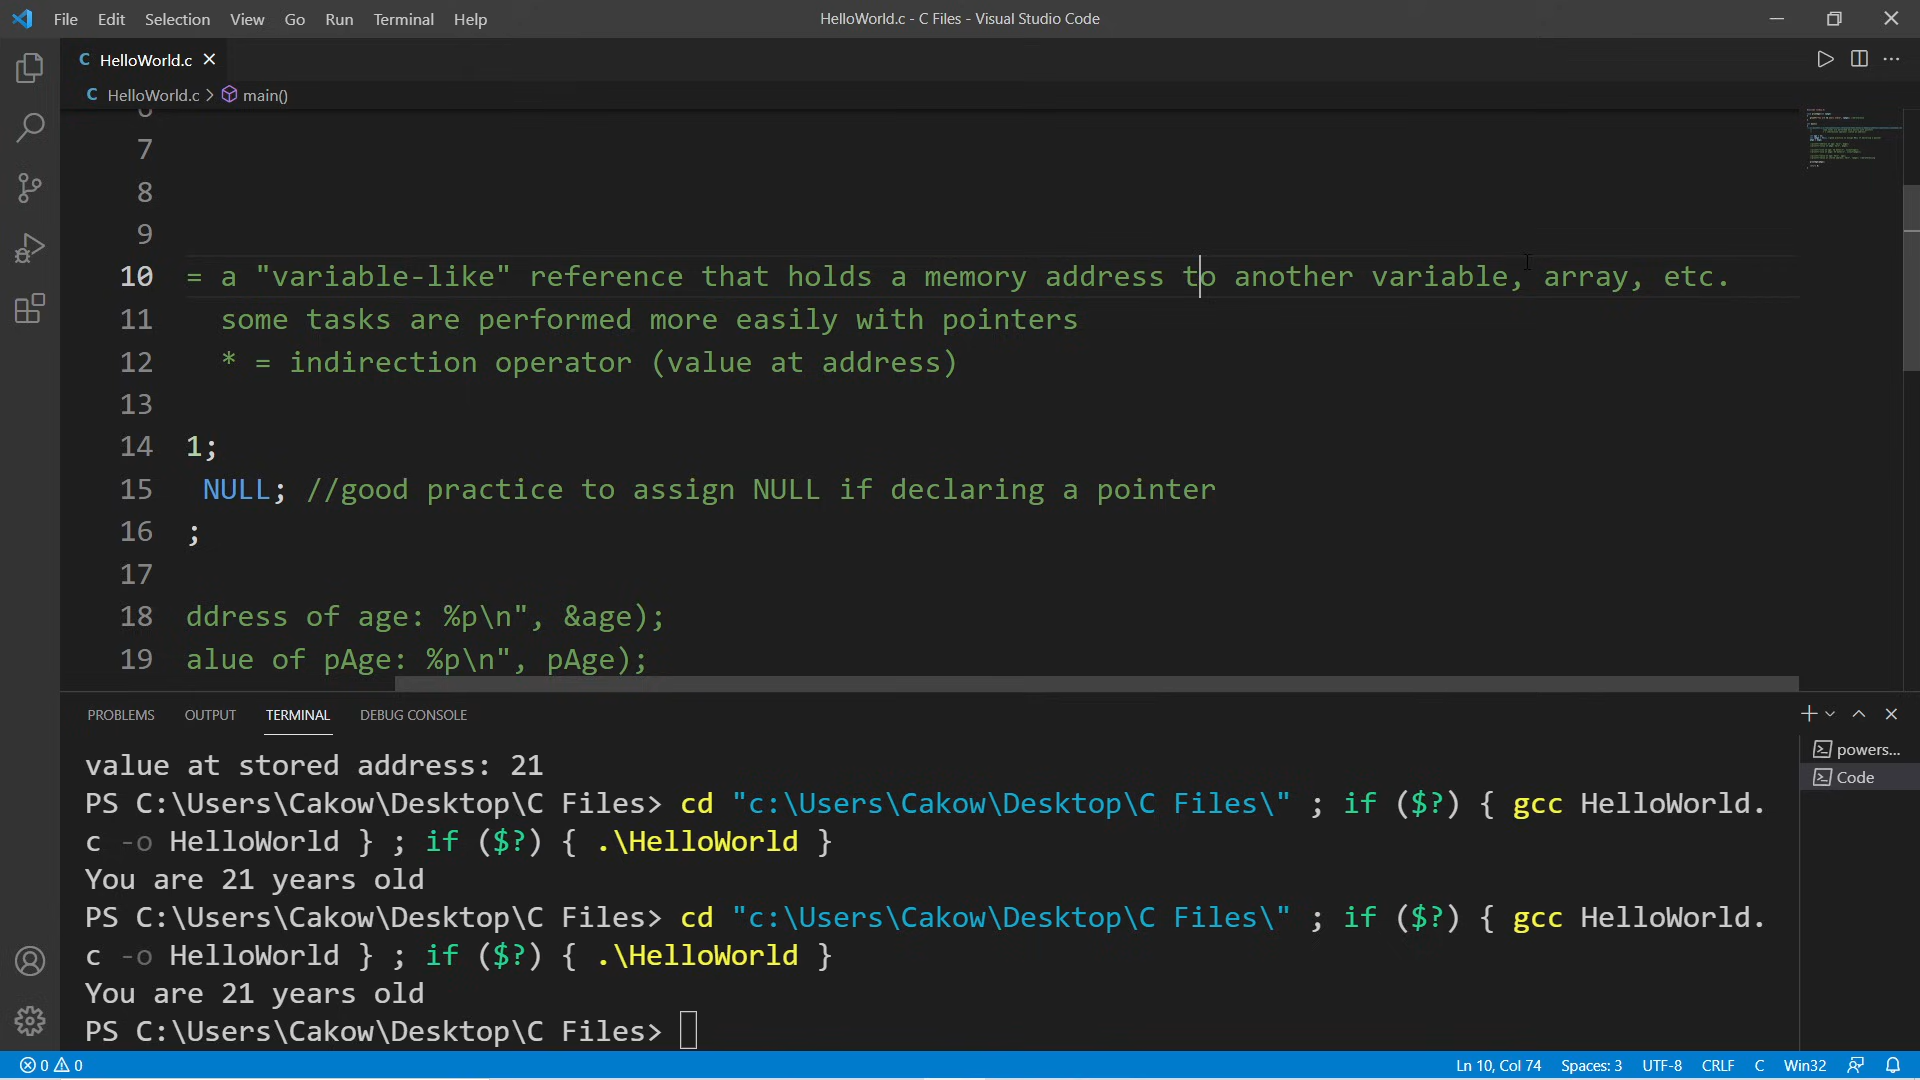 File Edit Selection View Go Run Terminal Help
HelloWorld.c - C Files - Visual Studio Code
C HelloWorld.c
C HelloWorld.c > main()
6
7
8
9
10 = a "variable-like" reference that holds a memory address to another variable, array, etc.
11 some tasks are performed more easily with pointers
12 * = indirection operator (value at address)
13
14 1;
15 NULL; //good practice to assign NULL if declaring a pointer
16 ;
17
18 ddress of age: %p\n", &age);
19 alue of pAge: %p\n", pAge);
PROBLEMS OUTPUT TERMINAL DEBUG CONSOLE
value at stored address: 21
PS C:\Users\Cakow\Desktop\C Files> cd "c:\Users\Cakow\Desktop\C Files\" ; if ($?) { gcc HelloWorld.
c -o HelloWorld } ; if ($?) { .\HelloWorld }
You are 21 years old
PS C:\Users\Cakow\Desktop\C Files> cd "c:\Users\Cakow\Desktop\C Files\" ; if ($?) { gcc HelloWorld.
c -o HelloWorld } ; if ($?) { .\HelloWorld }
You are 21 years old
PS C:\Users\Cakow\Desktop\C Files>
powers...
Code
0 0
Ln 10, Col 74 Spaces: 3 UTF-8 CRLF C Win32